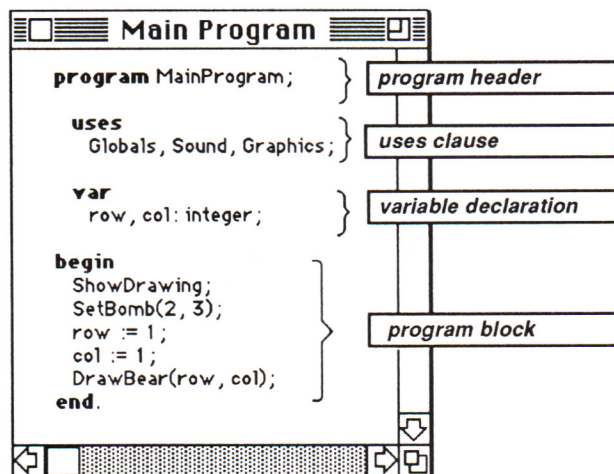 Main Program
program MainProgram;
program header
uses
Globals, Sound, Graphics;
uses clause
var
row, col: integer;
variable declaration
begin
ShowDrawing;
SetBomb(2, 3);
row := 1;
col := 1;
DrawBear(row, col);
end.
program block